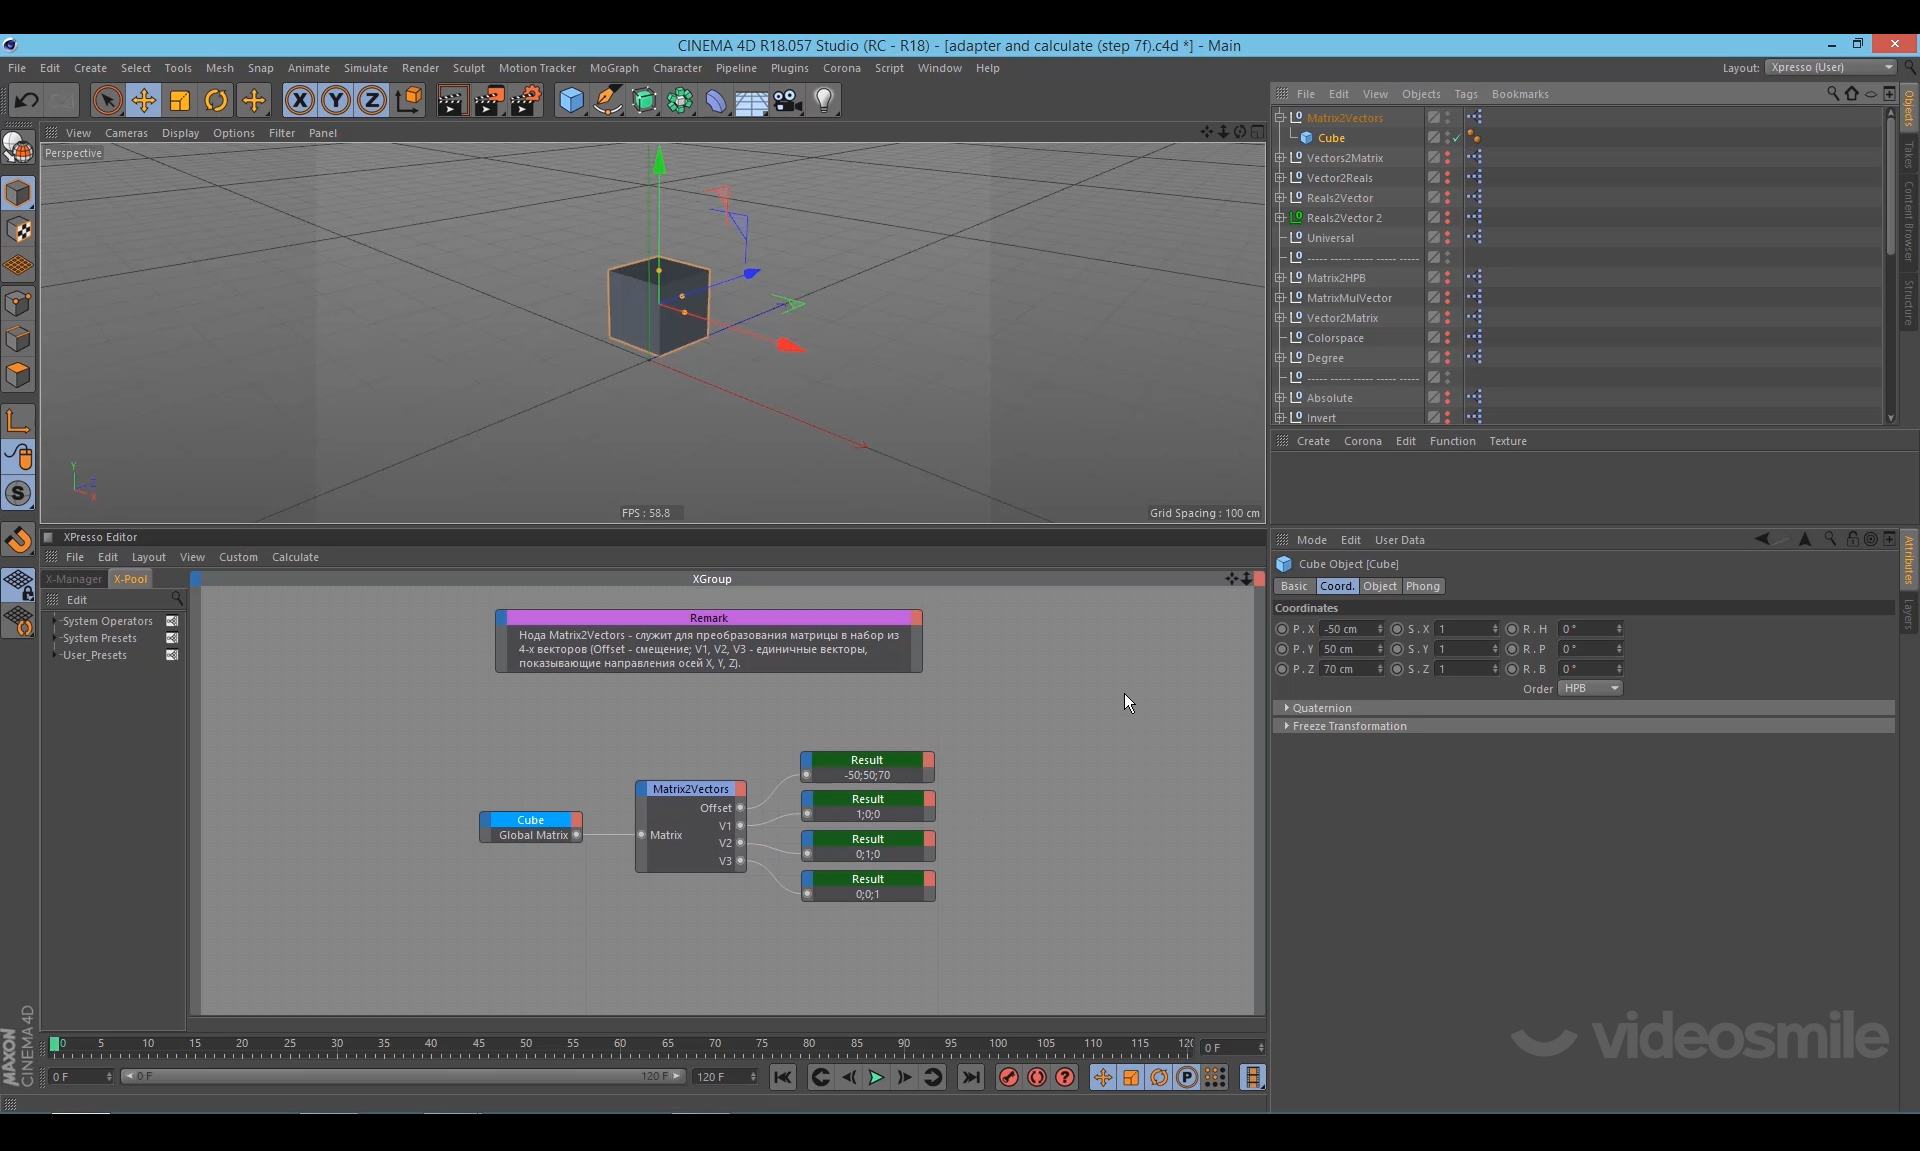 CINEMA 4D R18.057 Studio (RC - R18) - [adapter and calculate (step 7f).c4d *] - Main
File Edit Create Select Tools Mesh Snap Animate Simulate Render Sculpt Motion Tracker MoGraph Character Pipeline Plugins Corona Script Window Help
Layout: Xpresso (User)
View Cameras Display Options Filter Panel
Perspective
Y
Z
X
FPS : 58.8
Grid Spacing : 100 cm
File Edit View Objects Tags Bookmarks
Matrix2Vectors
Cube
Vectors2Matrix
Vector2Reals
Reals2Vector
Reals2Vector 2
Universal
----- ----- ----- ----- -----
Matrix2HPB
MatrixMulVector
Vector2Matrix
Colorspace
Degree
----- ----- ----- ----- -----
Absolute
Invert
Objects
Takes
Content Browser
Structure
Create Corona Edit Function Texture
XPresso Editor
File Edit Layout View Custom Calculate
X-Manager X-Pool
Edit
System Operators
System Presets
User_Presets
XGroup
Remark
Нода Matrix2Vectors - служит для преобразования матрицы в набор из
4-х векторов (Offset - смещение; V1, V2, V3 - единичные векторы,
показывающие направления осей X, Y, Z).
Cube
Global Matrix
Matrix2Vectors
Offset
V1
Matrix
V2
V3
Result
-50;50;70
Result
1;0;0
Result
0;1;0
Result
0;0;1
Mode Edit User Data
Cube Object [Cube]
Basic Coord. Object Phong
Coordinates
P . X -50 cm S . X 1 R . H 0 °
P . Y 50 cm S . Y 1 R . P 0 °
P . Z 70 cm S . Z 1 R . B 0 °
Order HPB
Quaternion
Freeze Transformation
Attributes
Layers
0 5 10 15 20 25 30 35 40 45 50 55 60 65 70 75 80 85 90 95 100 105 110 115 120
0 F
0 F 0 F 120 F 120 F
MAXON
CINEMA 4D
videosmile